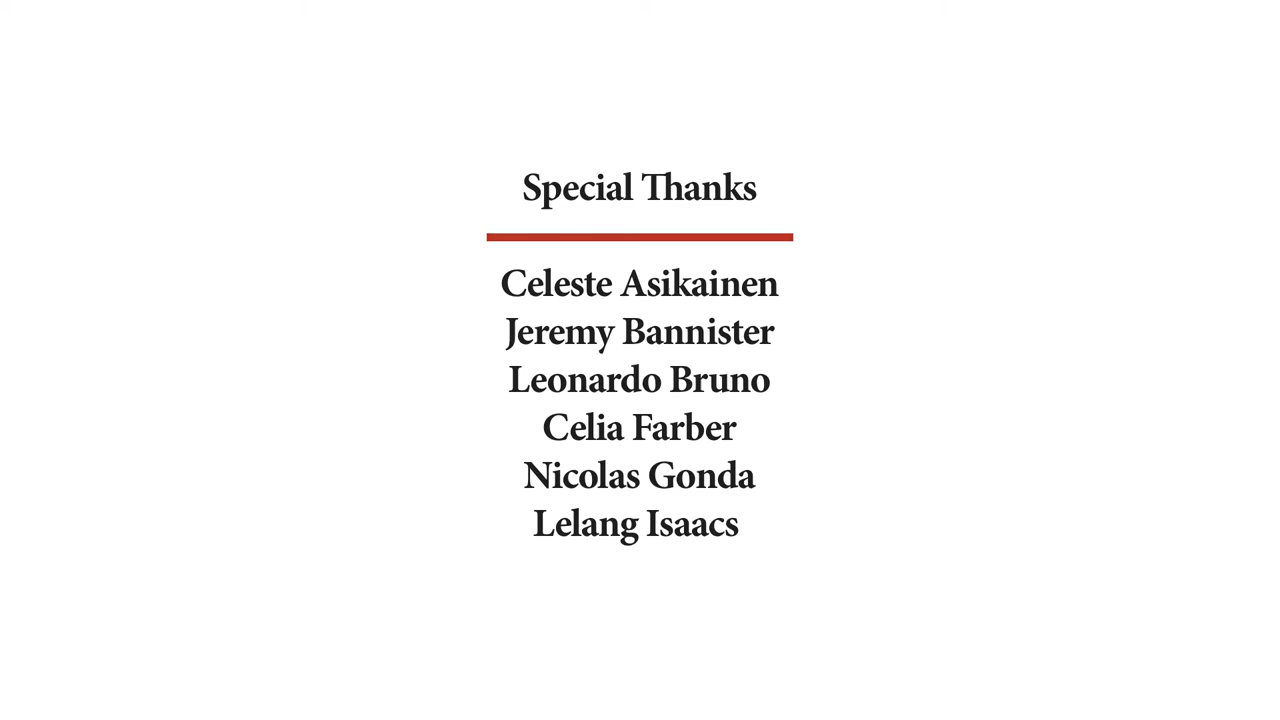 Special Thanks
Celeste Asikainen
Jeremy Bannister
Leonardo Bruno
Celia Farber
Nicolas Gonda
Lelang Isaacs